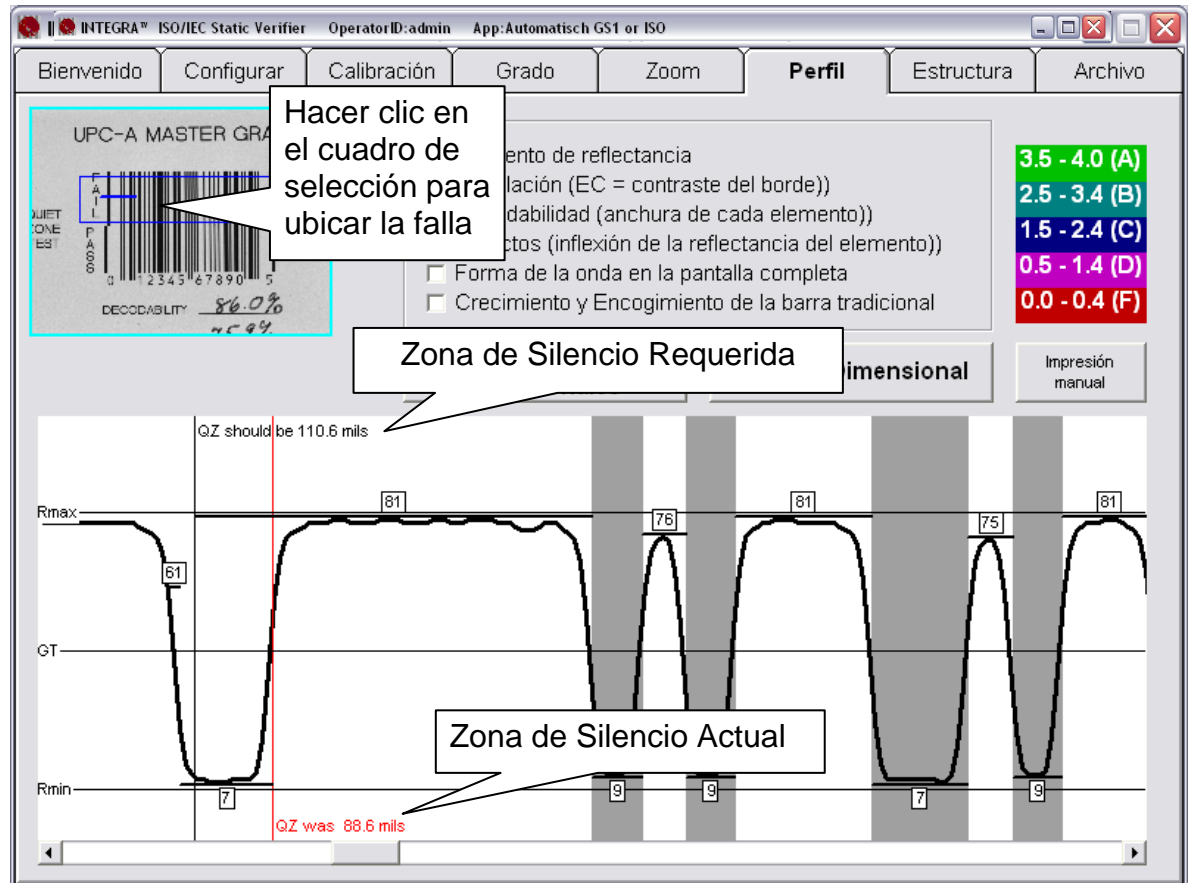 INTEGRA™ ISO/IEC Static Verifier OperatorID:admin App:Automatisch GS1 or ISO
Bienvenido Configurar Calibración Grado Zoom Perfil Estructura Archivo
UPC-A MASTER GRA
FAIL
QUIET
ZONE
TEST
PASS
0 12345 67890 5
DECODABILITY 86.0%
Hacer clic en
el cuadro de
selección para
ubicar la falla
ento de reflectancia
lación (EC = contraste del borde))
dabilidad (anchura de cada elemento))
ctos (inflexión de la reflectancia del elemento))
Forma de la onda en la pantalla completa
Crecimiento y Encogimiento de la barra tradicional
3.5 - 4.0 (A)
2.5 - 3.4 (B)
1.5 - 2.4 (C)
0.5 - 1.4 (D)
0.0 - 0.4 (F)
Zona de Silencio Requerida
Dimensional
Impresión
manual
QZ should be 110.6 mils
Rmax
81
76
81
75
81
61
GT
Zona de Silencio Actual
Rmin
7
9
9
7
9
QZ was 88.6 mils